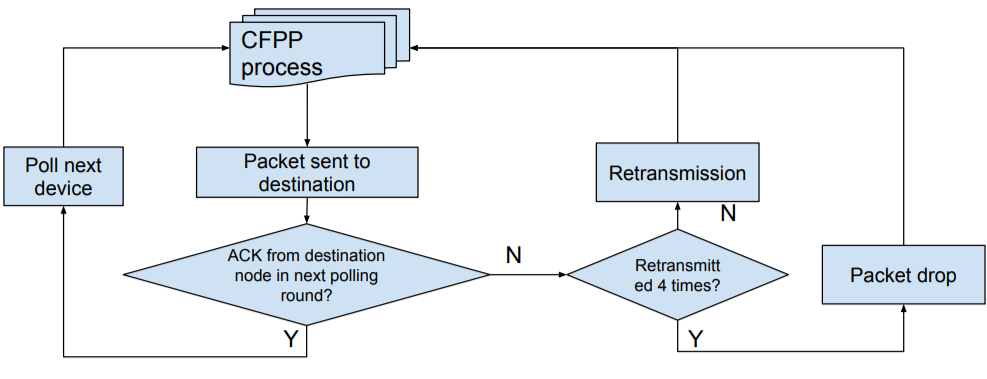 CFPP
process
Poll next
device
Packet sent to
destination
Retransmission
N
ACK from destination
node in next polling
round?
N
Retransmitt
ed 4 times?
Packet drop
Y
Y